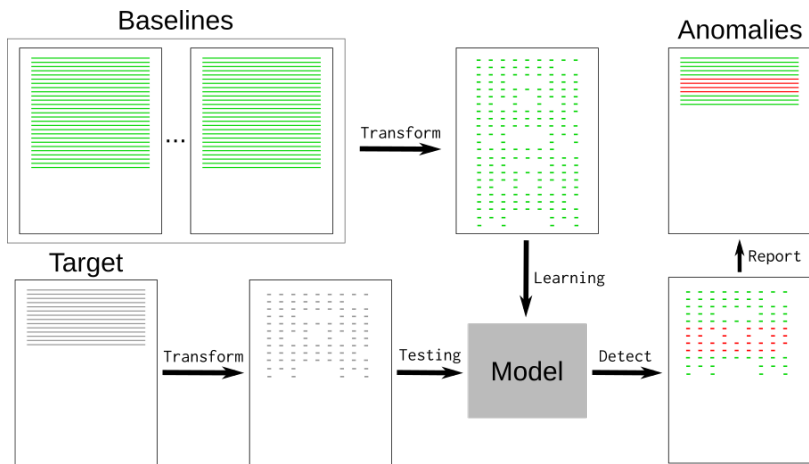 Baselines
Anomalies
...
Transform
Target
Learning
Report
Transform
Testing
Model
Detect